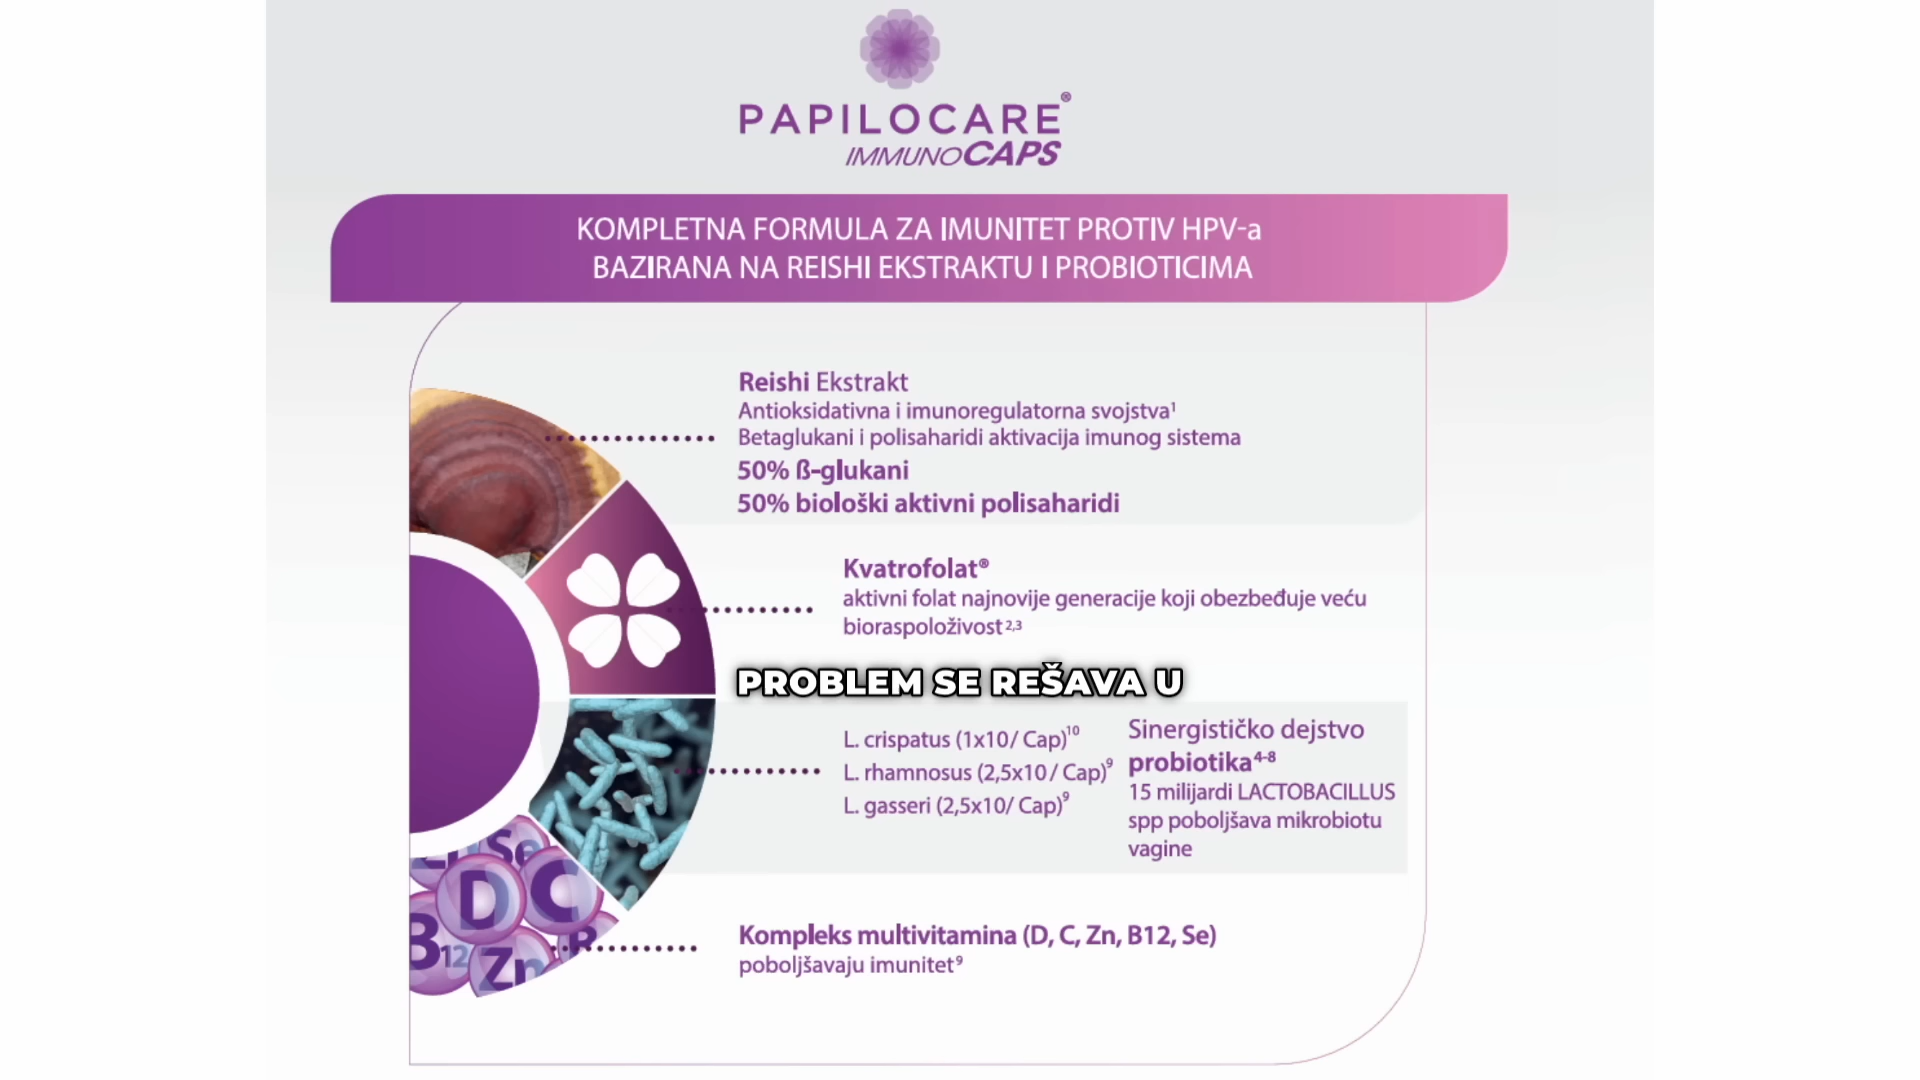 PAPILOCARE®
IMMUNOCAPS
KOMPLETNA FORMULA ZA IMUNITET PROTIV HPV-a
BAZIRANA NA REISHI EKSTRAKTU I PROBIOTICIMA
Reishi Ekstrakt
Antioksidativna i imunoregulatorna svojstva¹
Betaglukani i polisaharidi aktivacija imunog sistema
50% ß-glukani
50% biološki aktivni polisaharidi
Kvatrofolat®
aktivni folat najnovije generacije koji obezbeđuje veću
bioraspoloživost 2,3
PROBLEM SE REŠAVA U
L. crispatus (1x10/ Cap)¹⁰
L. rhamnosus (2,5x10/ Cap)⁹
L. gasseri (2,5x10/ Cap)⁹
Sinergističko dejstvo
probiotika⁴⁻⁸
15 milijardi LACTOBACILLUS
spp poboljšava mikrobiotu
vagine
Zn Se
D C
B12 Zn B
Kompleks multivitamina (D, C, Zn, B12, Se)
poboljšavaju imunitet⁹